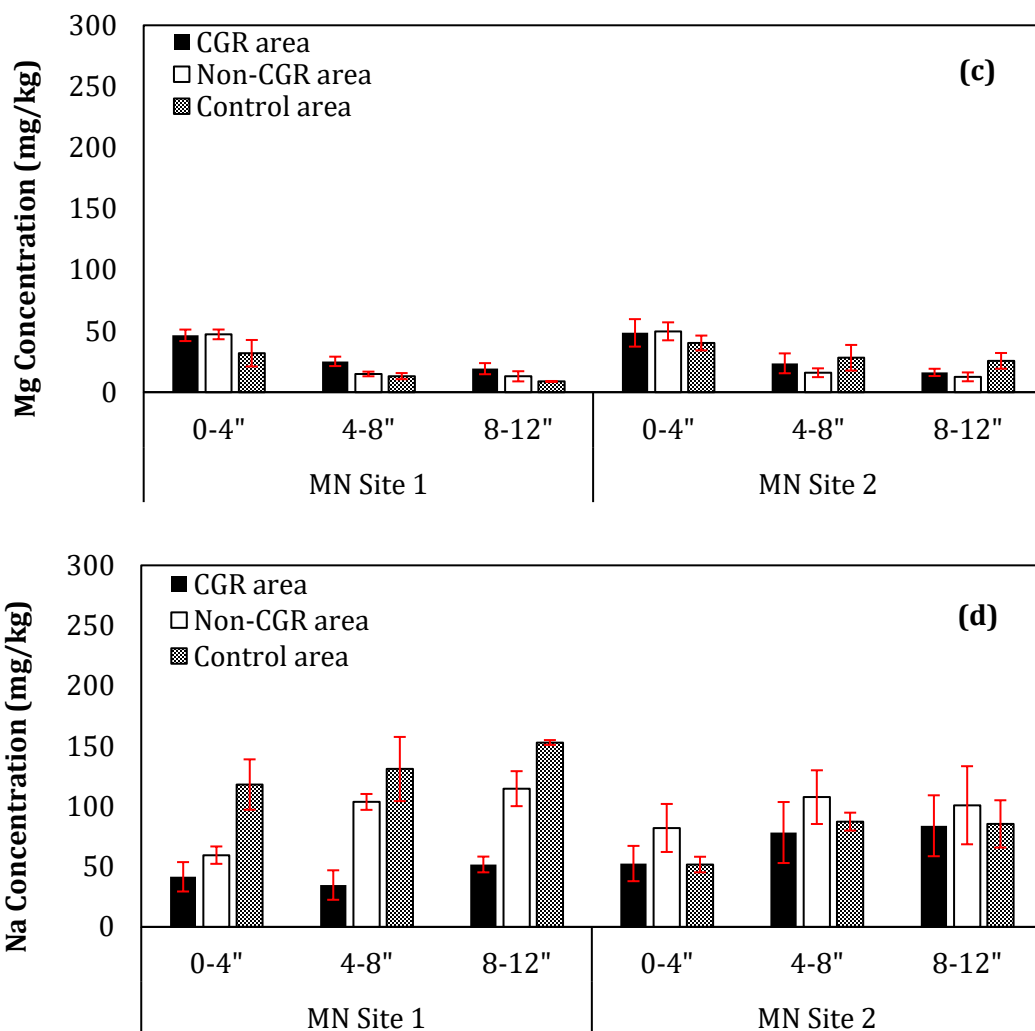 Mg Concentration (mg/kg)
300
250
200
150
100
50
0
CGR area
Non-CGR area
Control area
(c)
0-4" 4-8" 8-12" 0-4" 4-8" 8-12"
MN Site 1 MN Site 2
Na Concentration (mg/kg)
300
250
200
150
100
50
0
CGR area
Non-CGR area
Control area
(d)
0-4" 4-8" 8-12" 0-4" 4-8" 8-12"
MN Site 1 MN Site 2